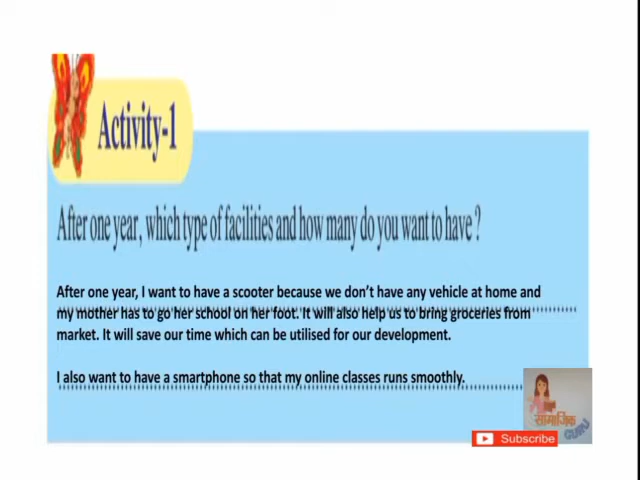 Activity-1
After one year, which type of facilities and how many do you want to have ?
After one year, I want to have a scooter because we don't have any vehicle at home and
my mother has to go her school on her foot. It will also help us to bring groceries from
market. It will save our time which can be utilised for our development.
I also want to have a smartphone so that my online classes runs smoothly.
सामाजिक
GURU
Subscribe